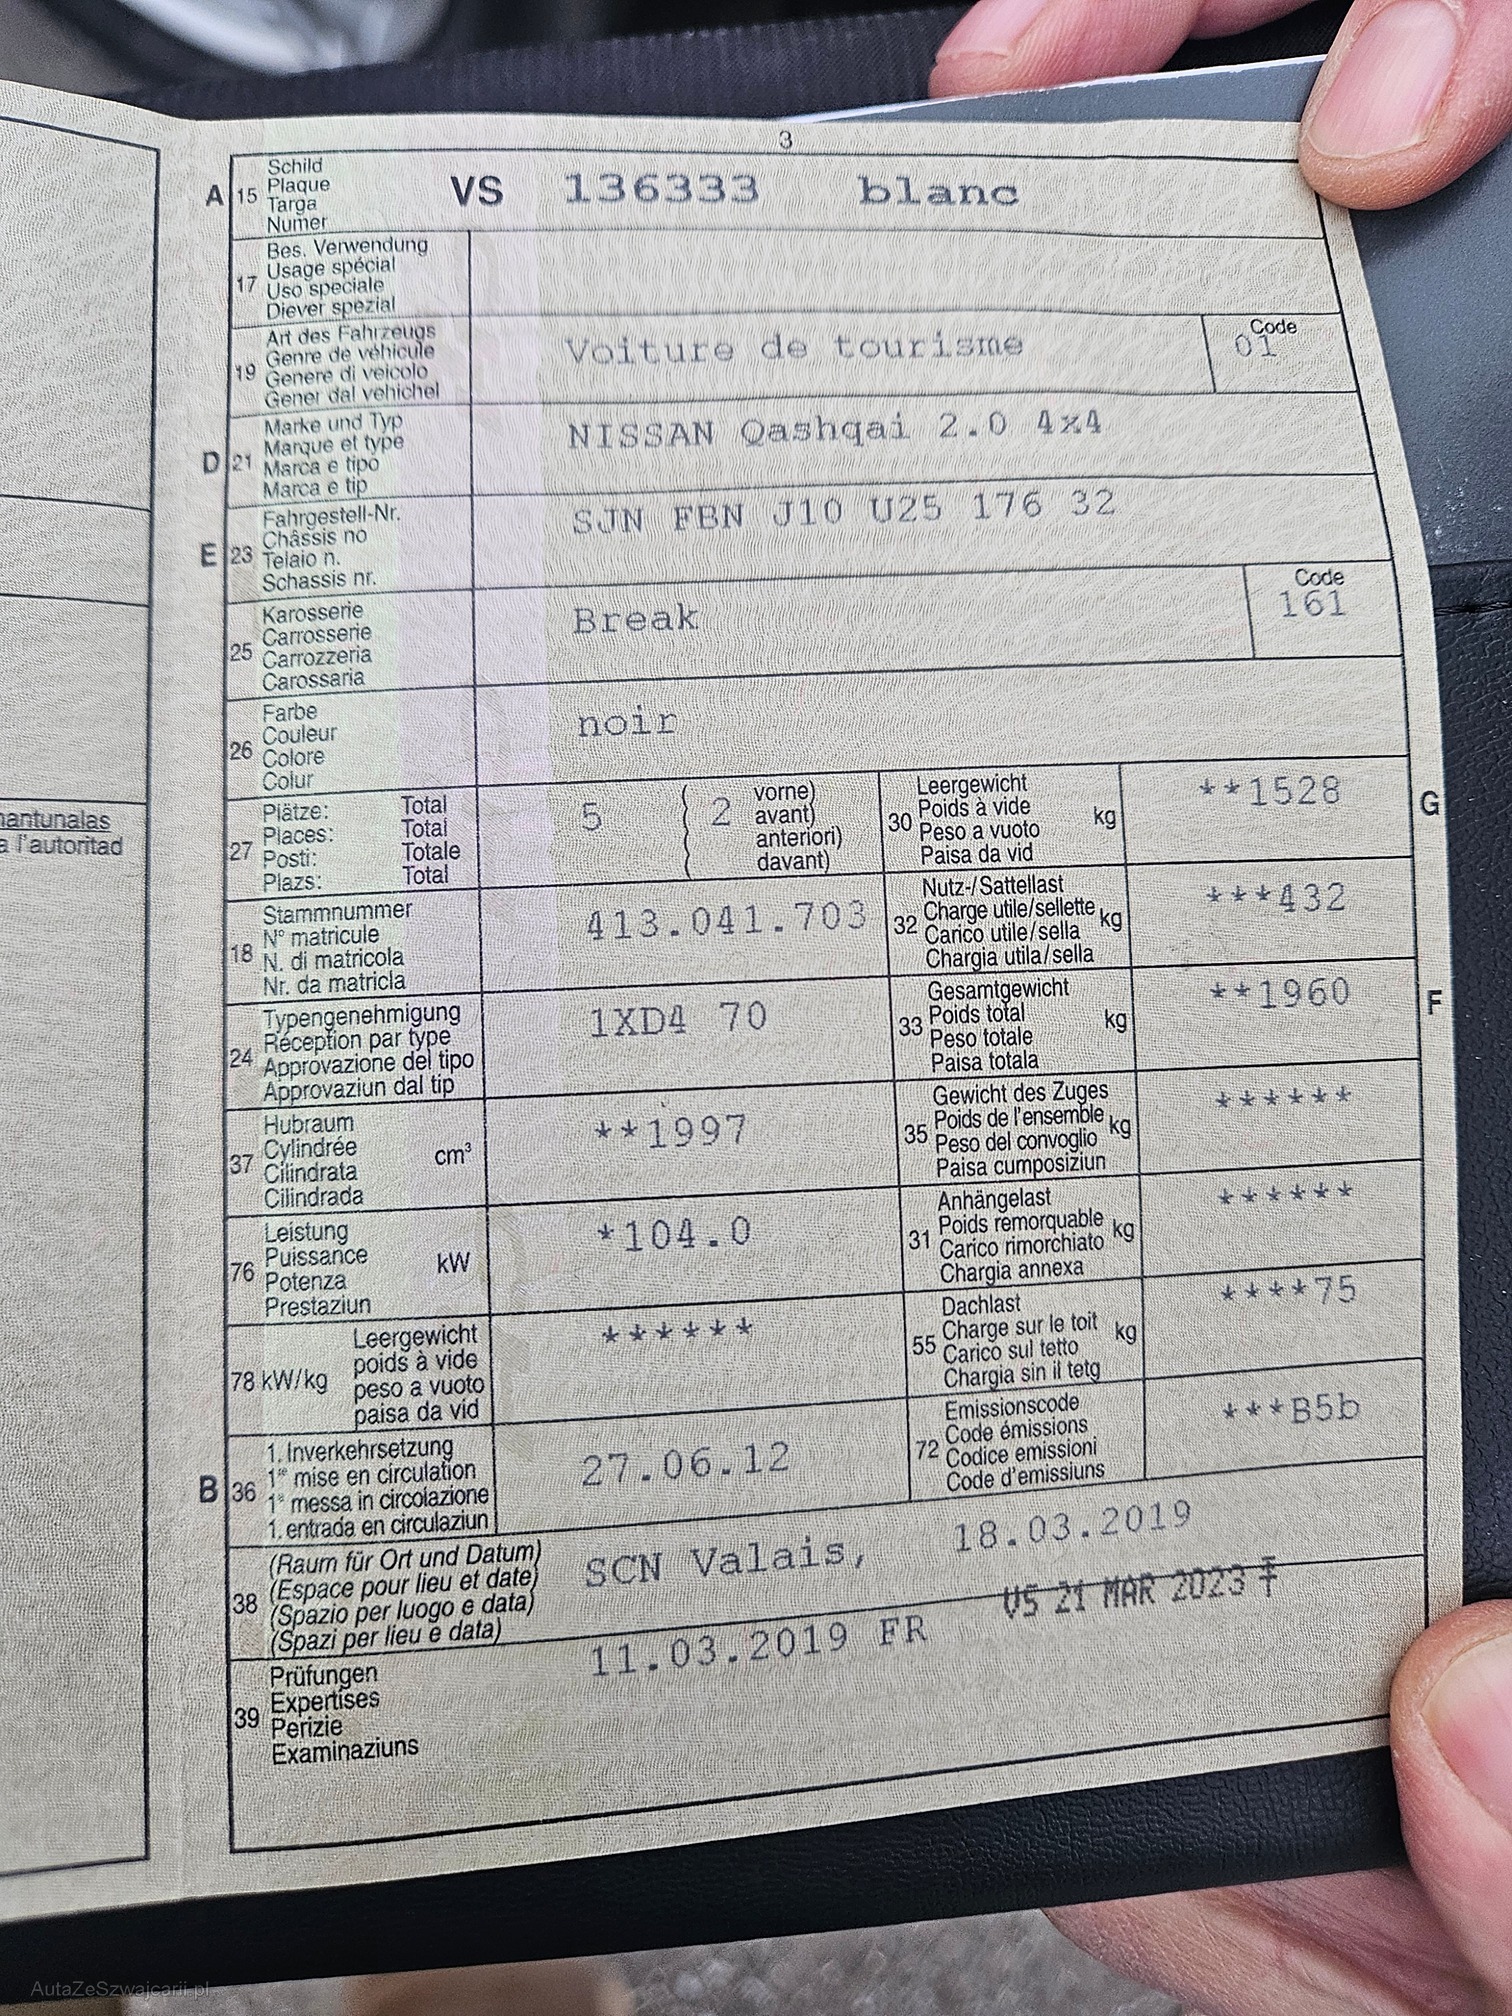 3
A 15 Schild
Plaque
Targa
Numer
VS 136333 blanc
17 Bes. Verwendung
Usage spécial
Uso speciale
Diever spezial
19 Art des Fahrzeugs
Genre de véhicule
Genere di veicolo
Gener dal vehichel
Voiture de tourisme
Code
01
D 21 Marke und Typ
Marque et type
Marca e tipo
Marca e tip
NISSAN Qashqai 2.0 4x4
E 23 Fahrgestell-Nr.
Châssis no
Telaio n.
Schassis nr.
SJN FBN J10 U25 176 32
25 Karosserie
Carrosserie
Carrozzeria
Carossaria
Break
Code
161
26 Farbe
Couleur
Colore
Colur
noir
27 Plätze: Total
Places: Total
Posti: Totale
Plazs: Total
5 2 vorne)
avant)
anteriori)
davant)
30 Leergewicht
Poids à vide
Peso a vuoto
Paisa da vid
kg
**1528
G
antunalas
a l'autoritad
18 Stammnummer
N° matricule
N. di matricola
Nr. da matricla
413.041.703
32 Nutz-/Sattellast
Charge utile/sellette
Carico utile/sella
Chargia utila/sella
kg
***432
24 Typengenehmigung
Réception par type
Approvazione del tipo
Approvaziun dal tip
1XD4 70
33 Gesamtgewicht
Poids total
Peso totale
Paisa totala
kg
**1960
F
37 Hubraum
Cylindrée
Cilindrata
Cilindrada
cm³
**1997
35 Gewicht des Zuges
Poids de l'ensemble
Peso del convoglio
Paisa cumposiziun
kg
******
76 Leistung
Puissance
Potenza
Prestaziun
kW
*104.0
31 Anhängelast
Poids remorquable
Carico rimorchiato
Chargia annexa
kg
******
78 kW/kg Leergewicht
poids à vide
peso a vuoto
paisa da vid
******
55 Dachlast
Charge sur le toit
Carico sul tetto
Chargia sin il tetg
kg
****75
B 36 1. Inverkehrsetzung
1re mise en circulation
1a messa in circolazione
1. entrada en circulaziun
27.06.12
72 Emissionscode
Code émissions
Codice emissioni
Code d'emissiuns
***B5b
38 (Raum für Ort und Datum)
(Espace pour lieu et date)
(Spazio per luogo e data)
(Spazi per lieu e data)
SCN Valais, 18.03.2019
39 Prüfungen
Expertises
Perizie
Examinaziuns
11.03.2019 FR VS 21 MAR 2023
AutaZeSzwajcarii.pl